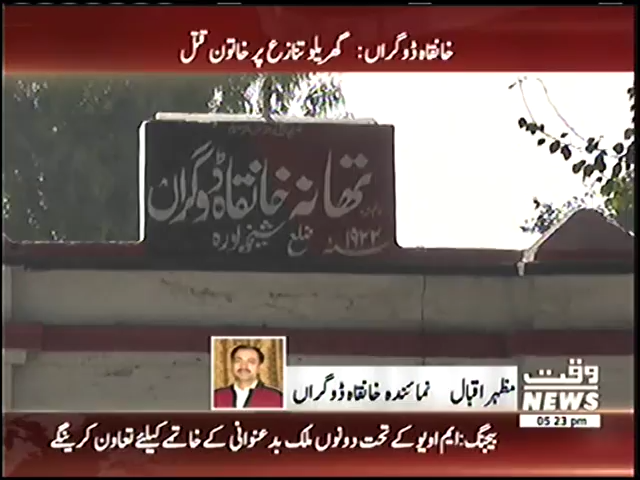 خانقاہ ڈوگراں: گھریلو تنازع پر خاتون قتل
تھانہ خانقاہ ڈوگراں
ضلع شیخوپورہ
۱۹۲۲
مظہر اقبال نمائندہ خانقاہ ڈوگراں
وقت
NEWS
05:23 pm
بیجنگ: ایم او یو کے تحت دونوں ملک بدعنوانی کے خاتمے کیلئے تعاون کرینگے